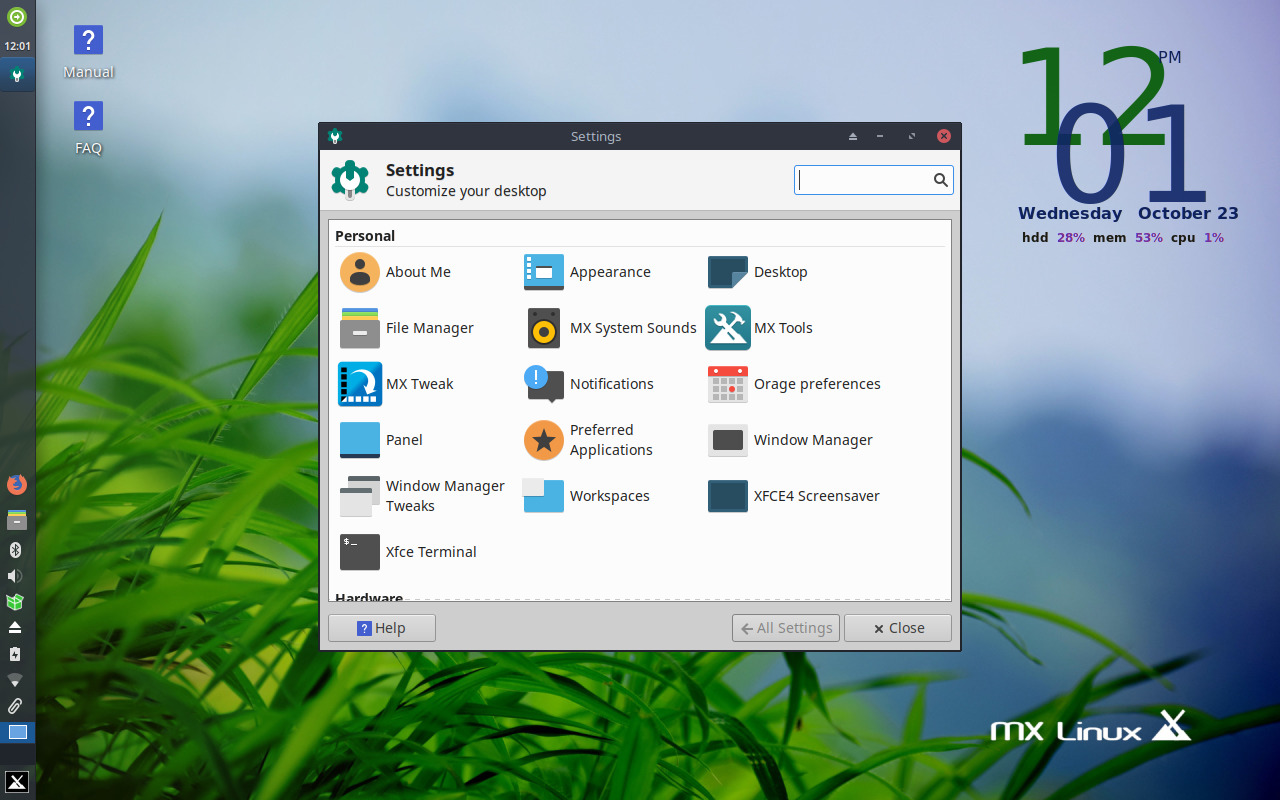 12:01
Manual
FAQ
12 PM
01
Wednesday October 23
hdd 28% mem 53% cpu 1%
Settings
Settings
Customize your desktop
Personal
About Me
Appearance
Desktop
File Manager
MX System Sounds
MX Tools
MX Tweak
Notifications
Orage preferences
Panel
Preferred
Applications
Window Manager
Window Manager
Tweaks
Workspaces
XFCE4 Screensaver
$_
Xfce Terminal
Hardware
? Help
All Settings
Close
MX Linux